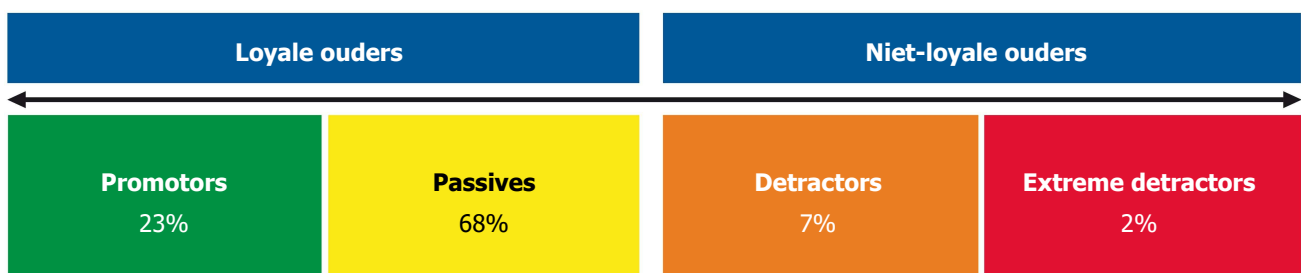 Loyale ouders
Niet-loyale ouders
Promotors
23%
Passives
68%
Detractors
7%
Extreme detractors
2%